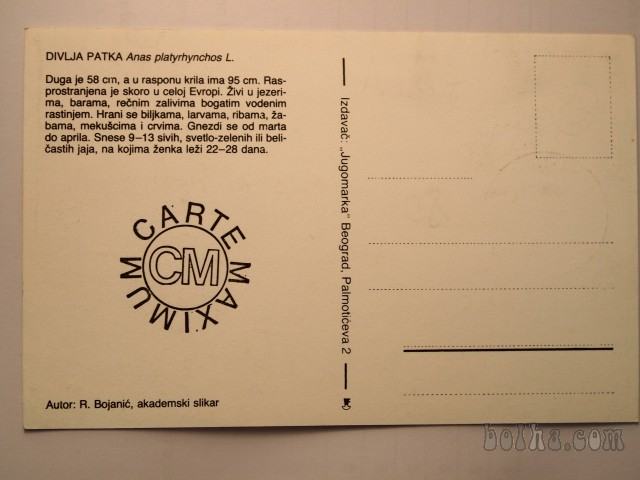 DIVLJA PATKA Anas platyrhynchos L.
Duga je 58 cm, a u rasponu krila ima 95 cm. Ras-
prostranjena je skoro u celoj Evropi. Živi u jezeri-
ma, barama, rečnim zalivima bogatim vodenim
rastinjem. Hrani se biljkama, larvama, ribama, ža-
bama, mekušcima i crvima. Gnezdi se od marta
do aprila. Snese 9–13 sivih, svetlo-zelenih ili beli-
častih jaja, na kojima ženka leži 22–28 dana.
CARTE MAXIMUM
CM
Autor: R. Bojanić, akademski slikar
Izdavač: „Jugomarka" Beograd, Palmotićeva 2
bolha.com